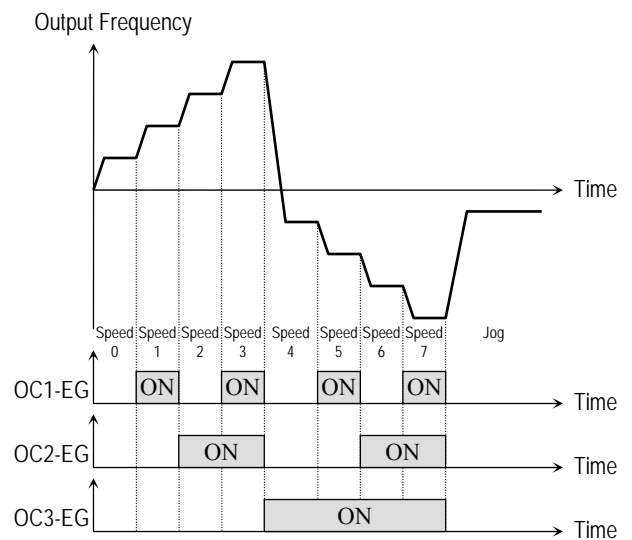 Output Frequency
Time
Speed Speed Speed Speed Speed Speed Speed Speed Jog
0 1 2 3 4 5 6 7
OC1-EG ON ON ON ON Time
OC2-EG ON ON Time
OC3-EG ON Time